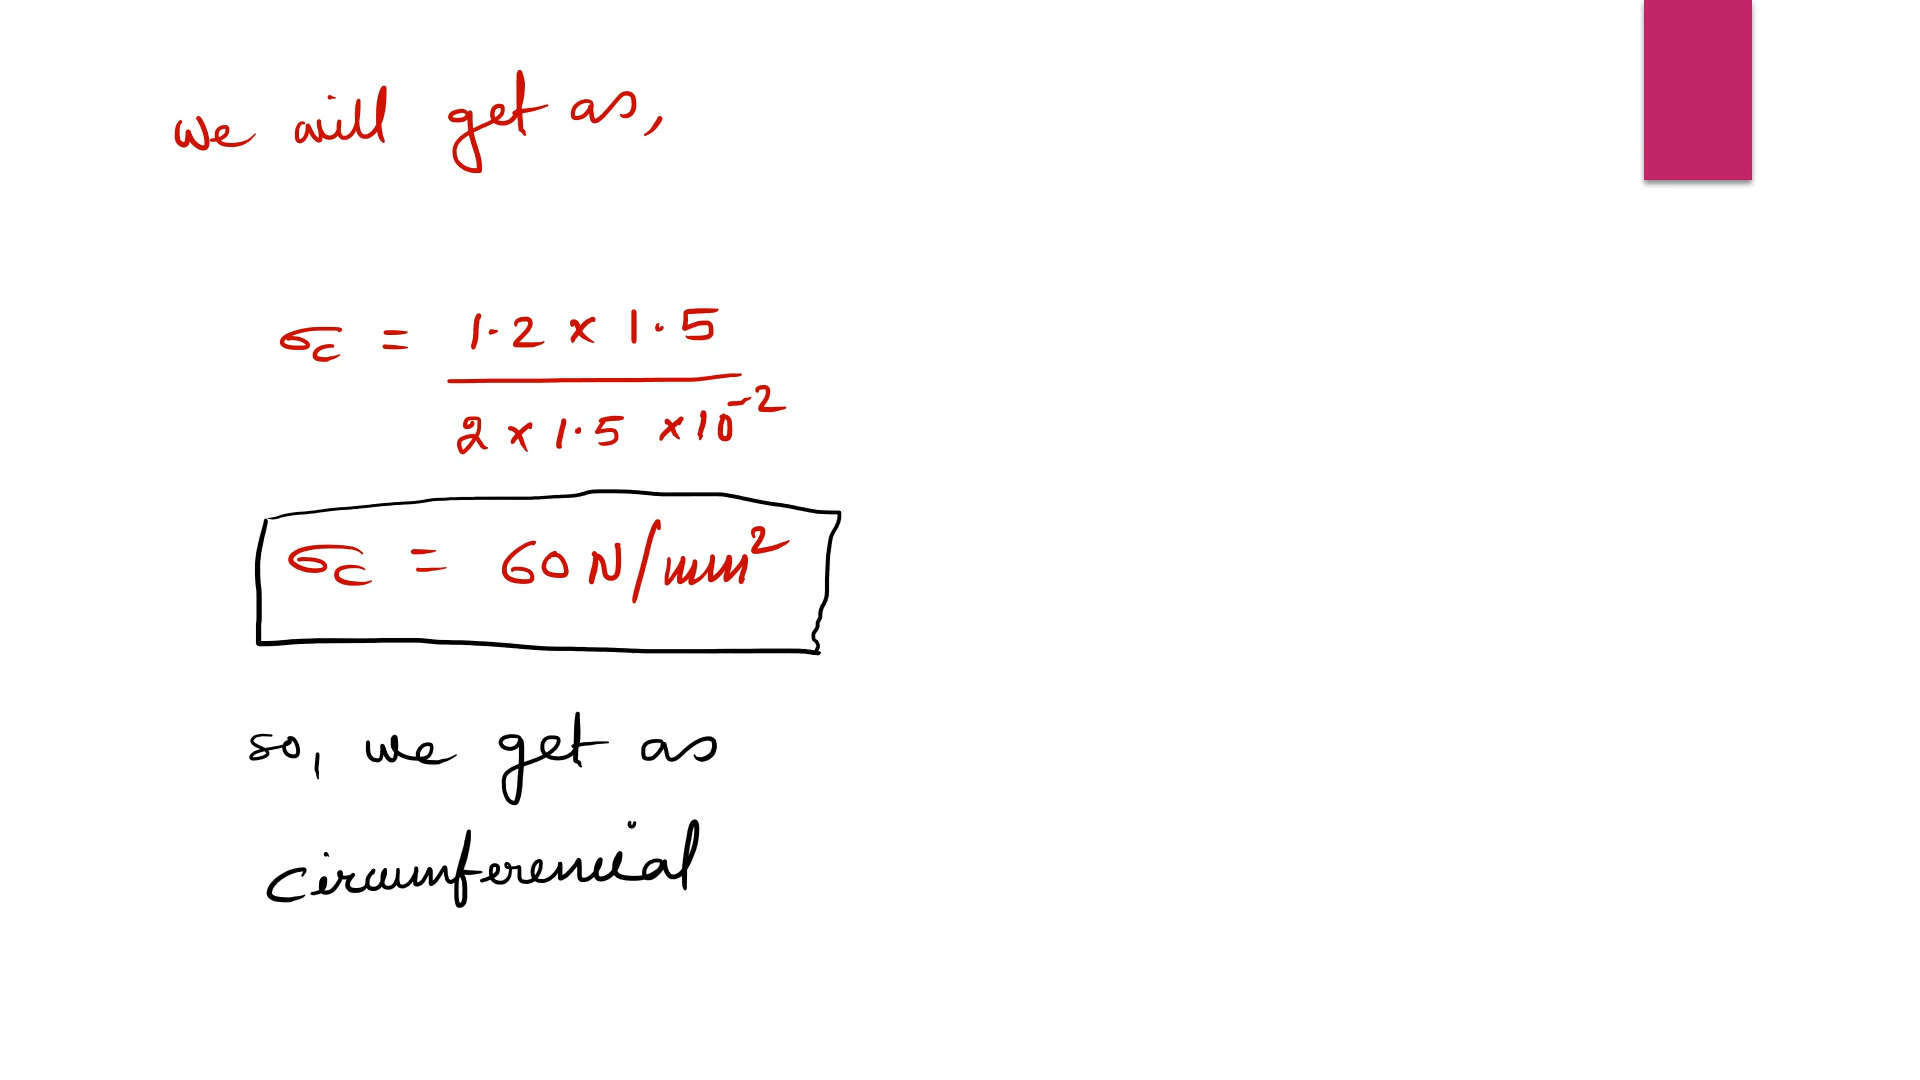 we will get as,
σc = 1.2 × 1.5
2 × 1.5 × 10⁻²
σc = 60 N/mm²
so, we get as
circumferencial